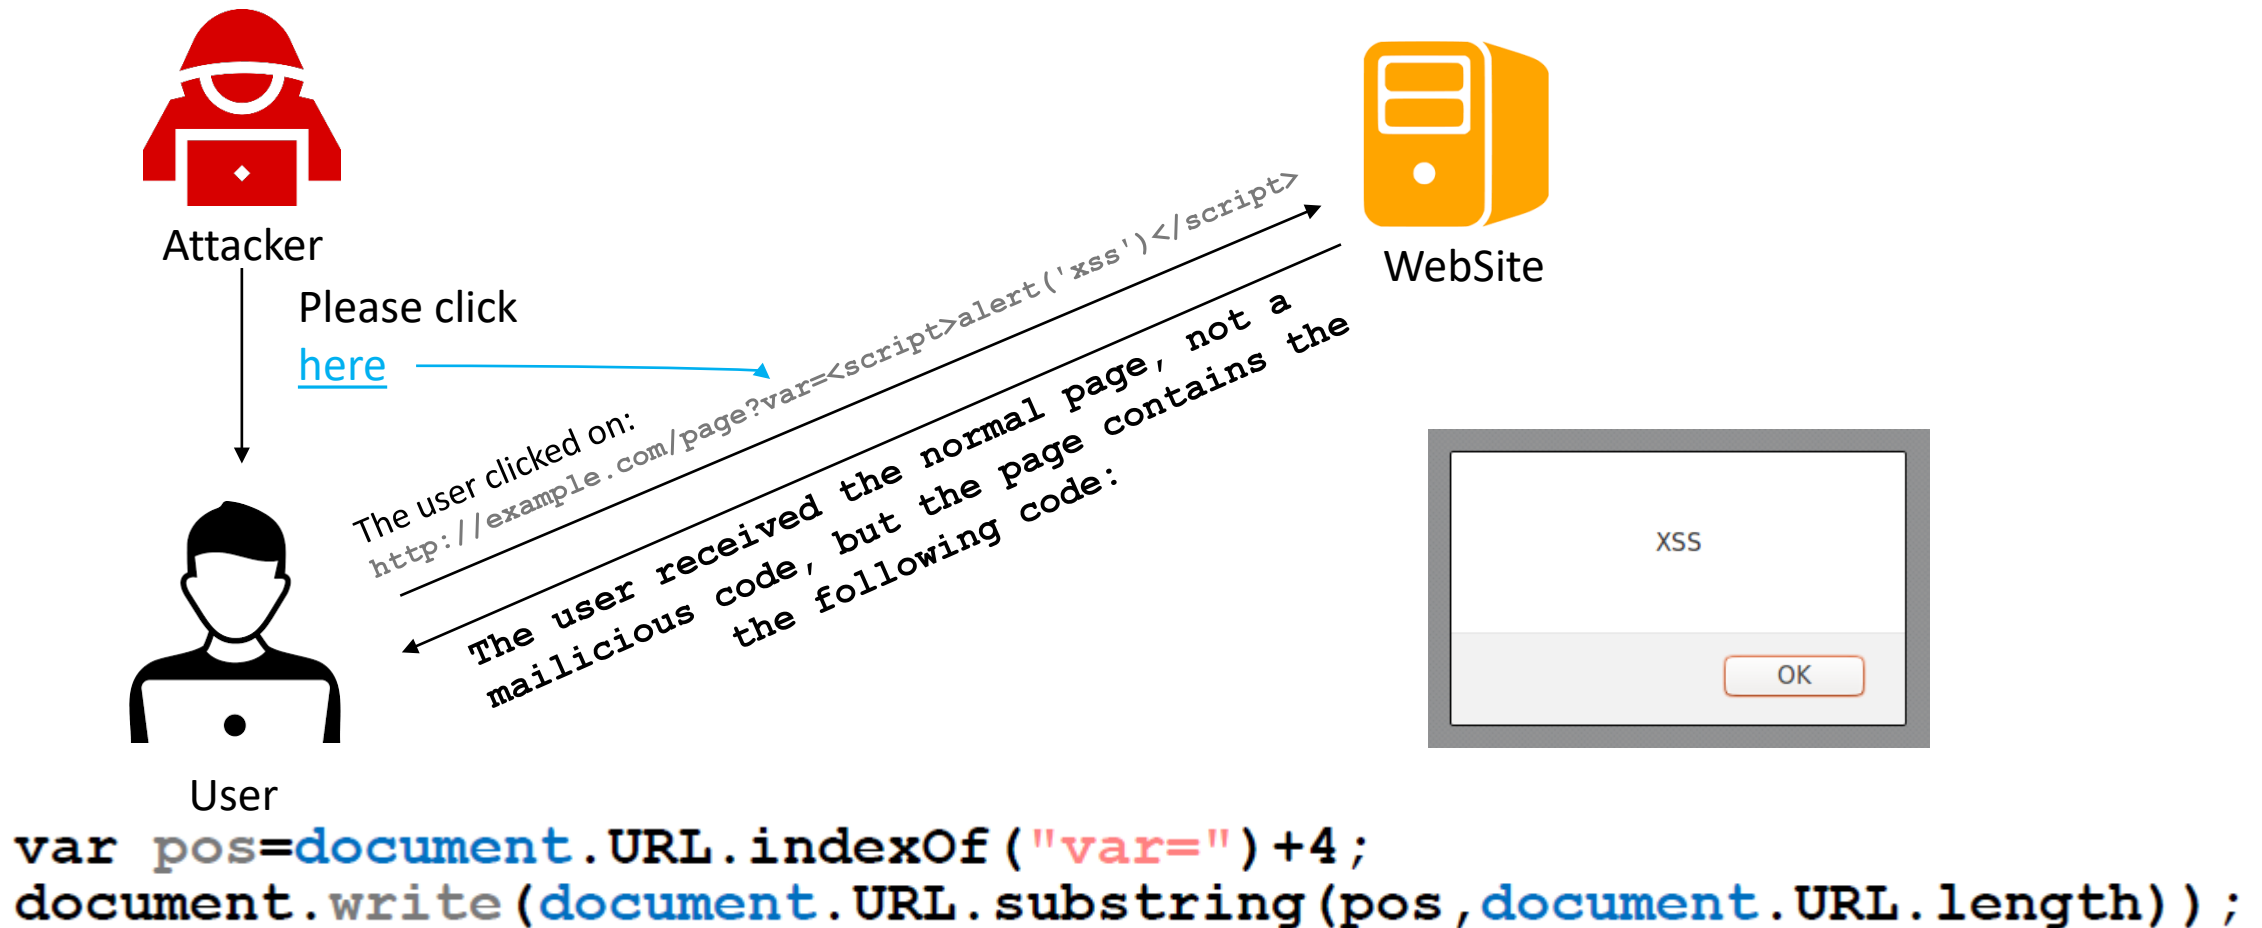 Attacker
Please click
here
WebSite
The user clicked on:
http://example.com/page?var=<script>alert('xss')</script>
The user received the normal page, not a
mailicious code, but the page contains the
the following code:
XSS
OK
User
var pos=document.URL.indexOf("var=")+4;
document.write(document.URL.substring(pos,document.URL.length));